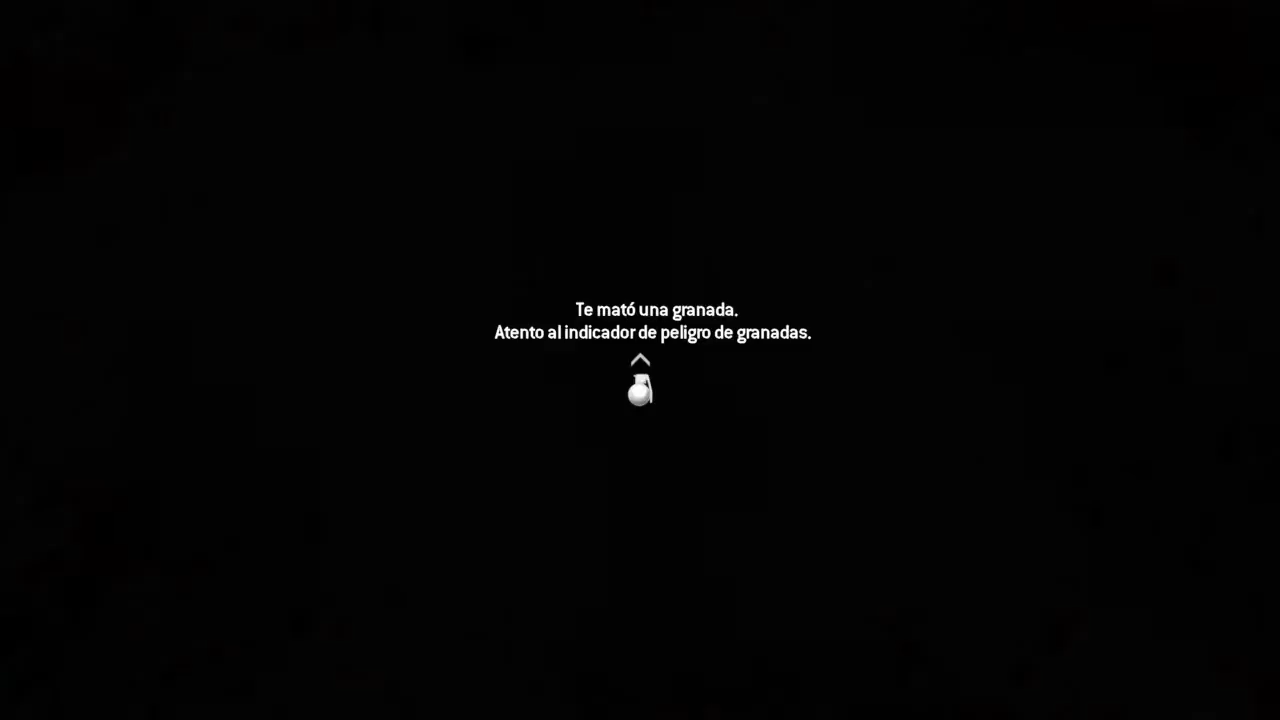 Te mató una granada.
Atento al indicador de peligro de granadas.